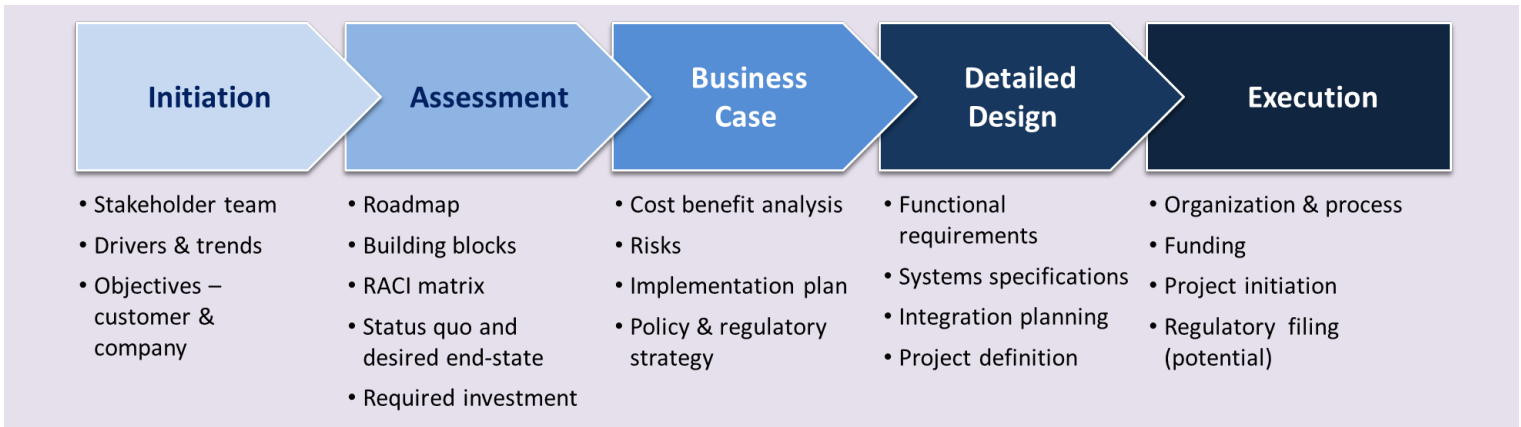 Initiation
Assessment
Business
Case
Detailed
Design
Execution
• Stakeholder team
• Drivers & trends
• Objectives –
customer &
company
• Roadmap
• Building blocks
• RACI matrix
• Status quo and
desired end-state
• Required investment
• Cost benefit analysis
• Risks
• Implementation plan
• Policy & regulatory
strategy
• Functional
requirements
• Systems specifications
• Integration planning
• Project definition
• Organization & process
• Funding
• Project initiation
• Regulatory filing
(potential)